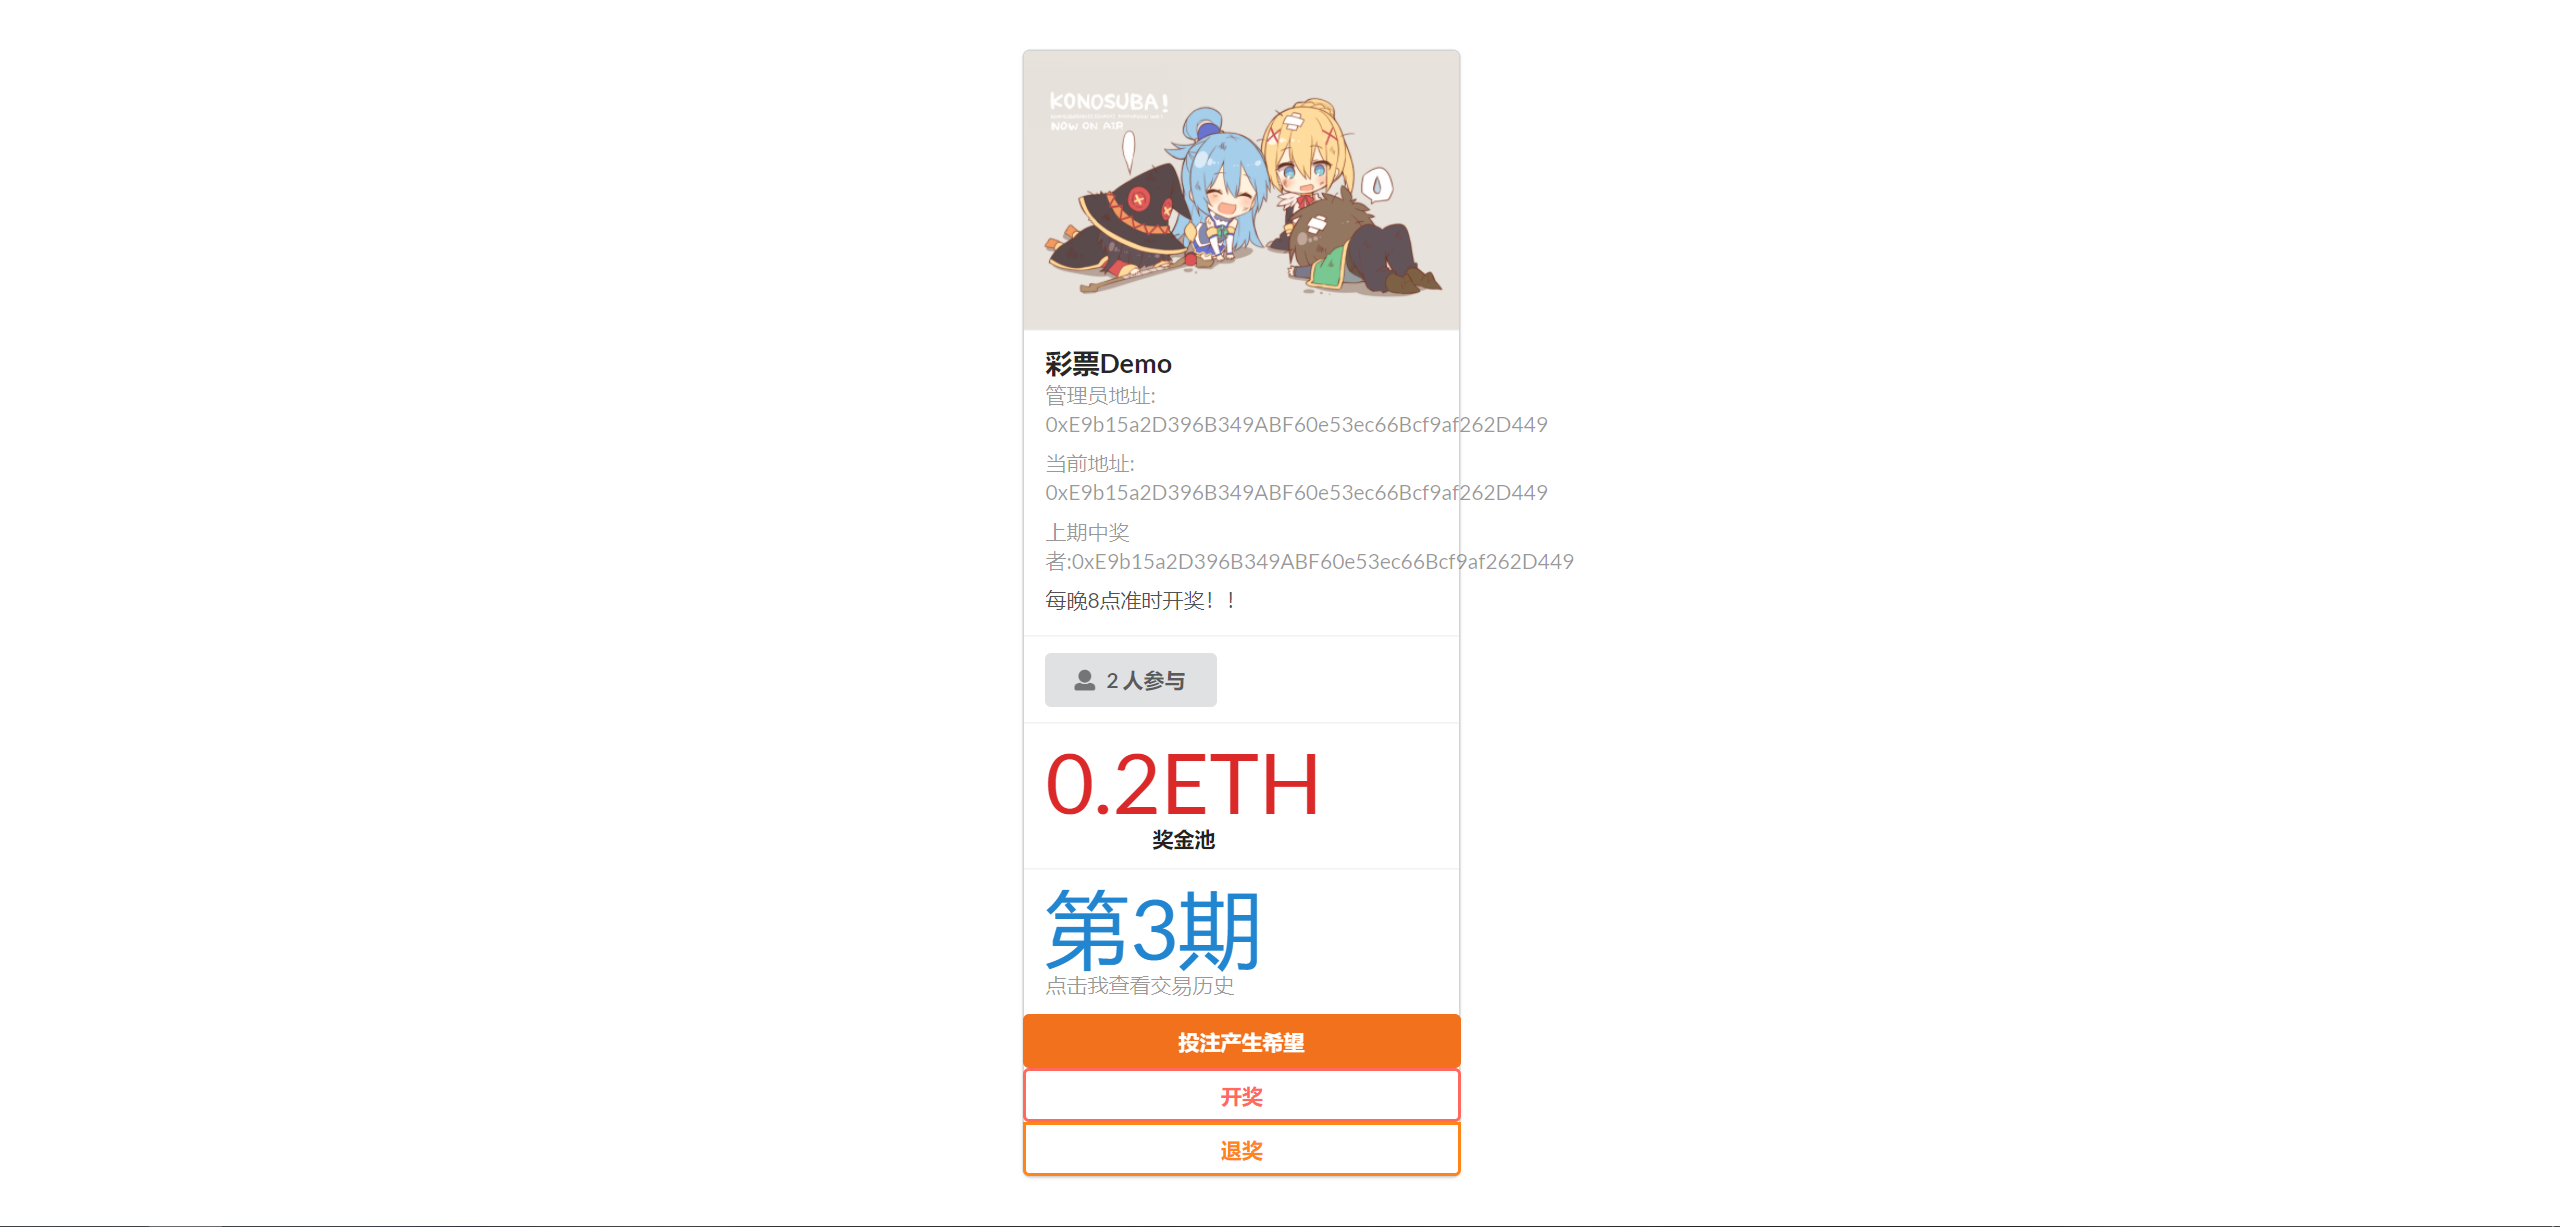 KONOSUBA!
NOW ON AIR
彩票Demo
管理员地址:
0xE9b15a2D396B349ABF60e53ec66Bcf9af262D449
当前地址:
0xE9b15a2D396B349ABF60e53ec66Bcf9af262D449
上期中奖
者:0xE9b15a2D396B349ABF60e53ec66Bcf9af262D449
每晚8点准时开奖！！
2 人参与
0.2ETH
奖金池
第3期
点击我查看交易历史
投注产生希望
开奖
退奖